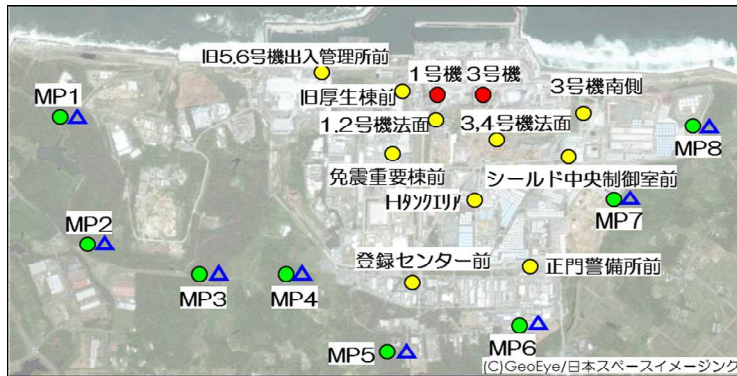 旧5.6号機出入管理所前
1号機
3号機
MP1
旧厚生棟前
3号機南側
1.2号機法面
3,4号機法面
MP8
免震重要棟前
シールド中央制御室前
Hﾀﾝｸｴﾘｱ
MP7
MP2
登録センター前
正門警備所前
MP3
MP4
MP6
MP5
(C)GeoEye/日本スペースイメージング